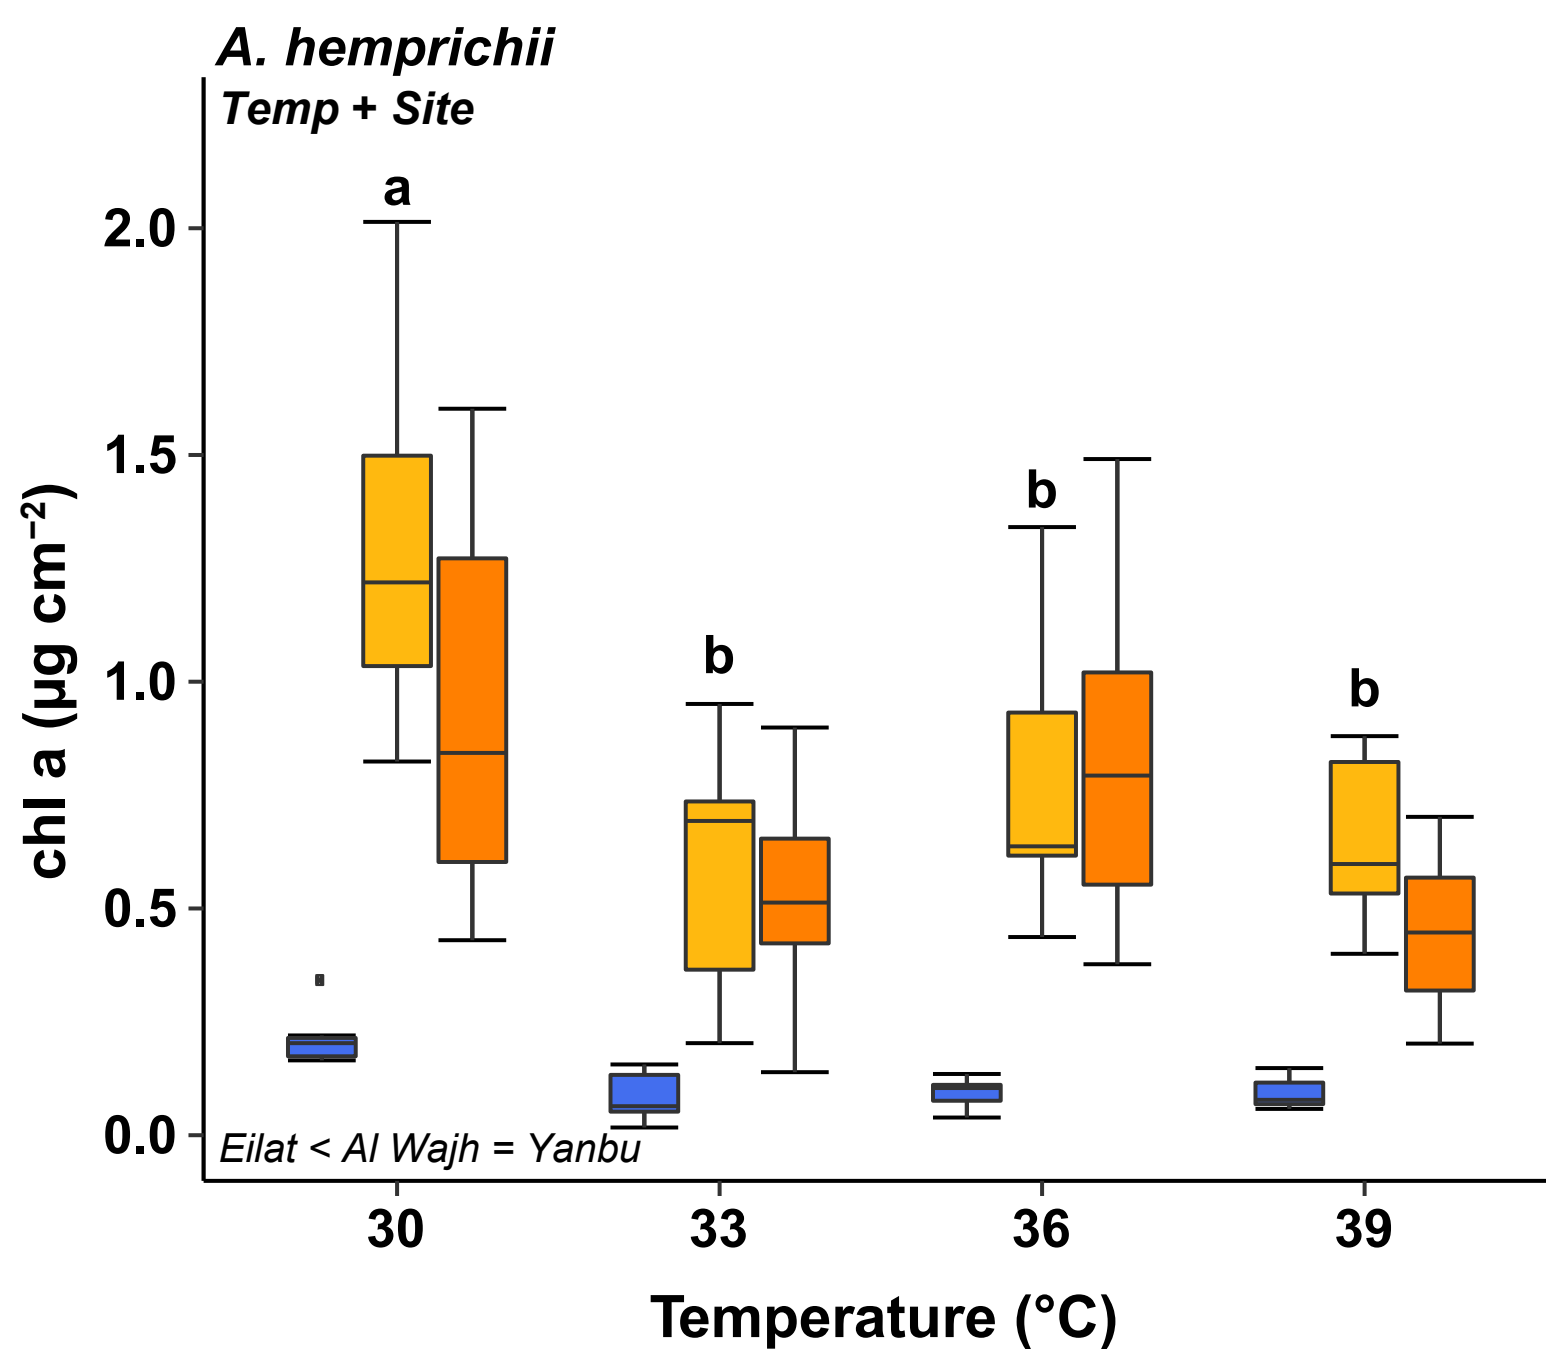 A. hemprichii
Temp + Site
a
2.0
1.5
b
b
b
1.0
0.5
0.0
chl a (µg cm⁻²)
Eilat < Al Wajh = Yanbu
30 33 36 39
Temperature (°C)